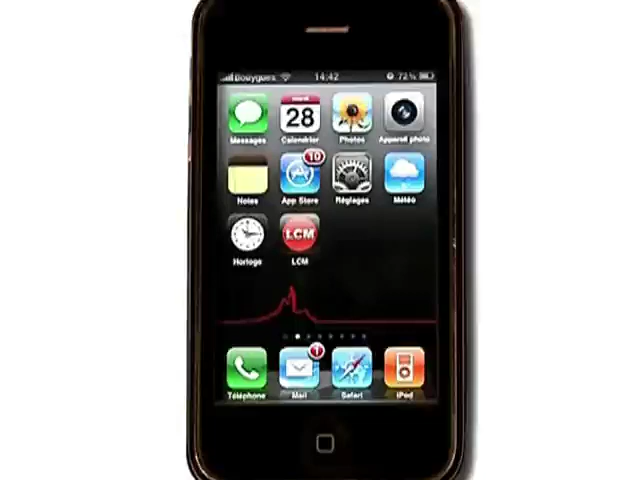 Bouygues 14:42 72%
28
Messages Calendrier Photos Appareil photo
10
Notes App Store Réglages Météo
LCM
Horloge LCM
1
Téléphone Mail Safari iPod